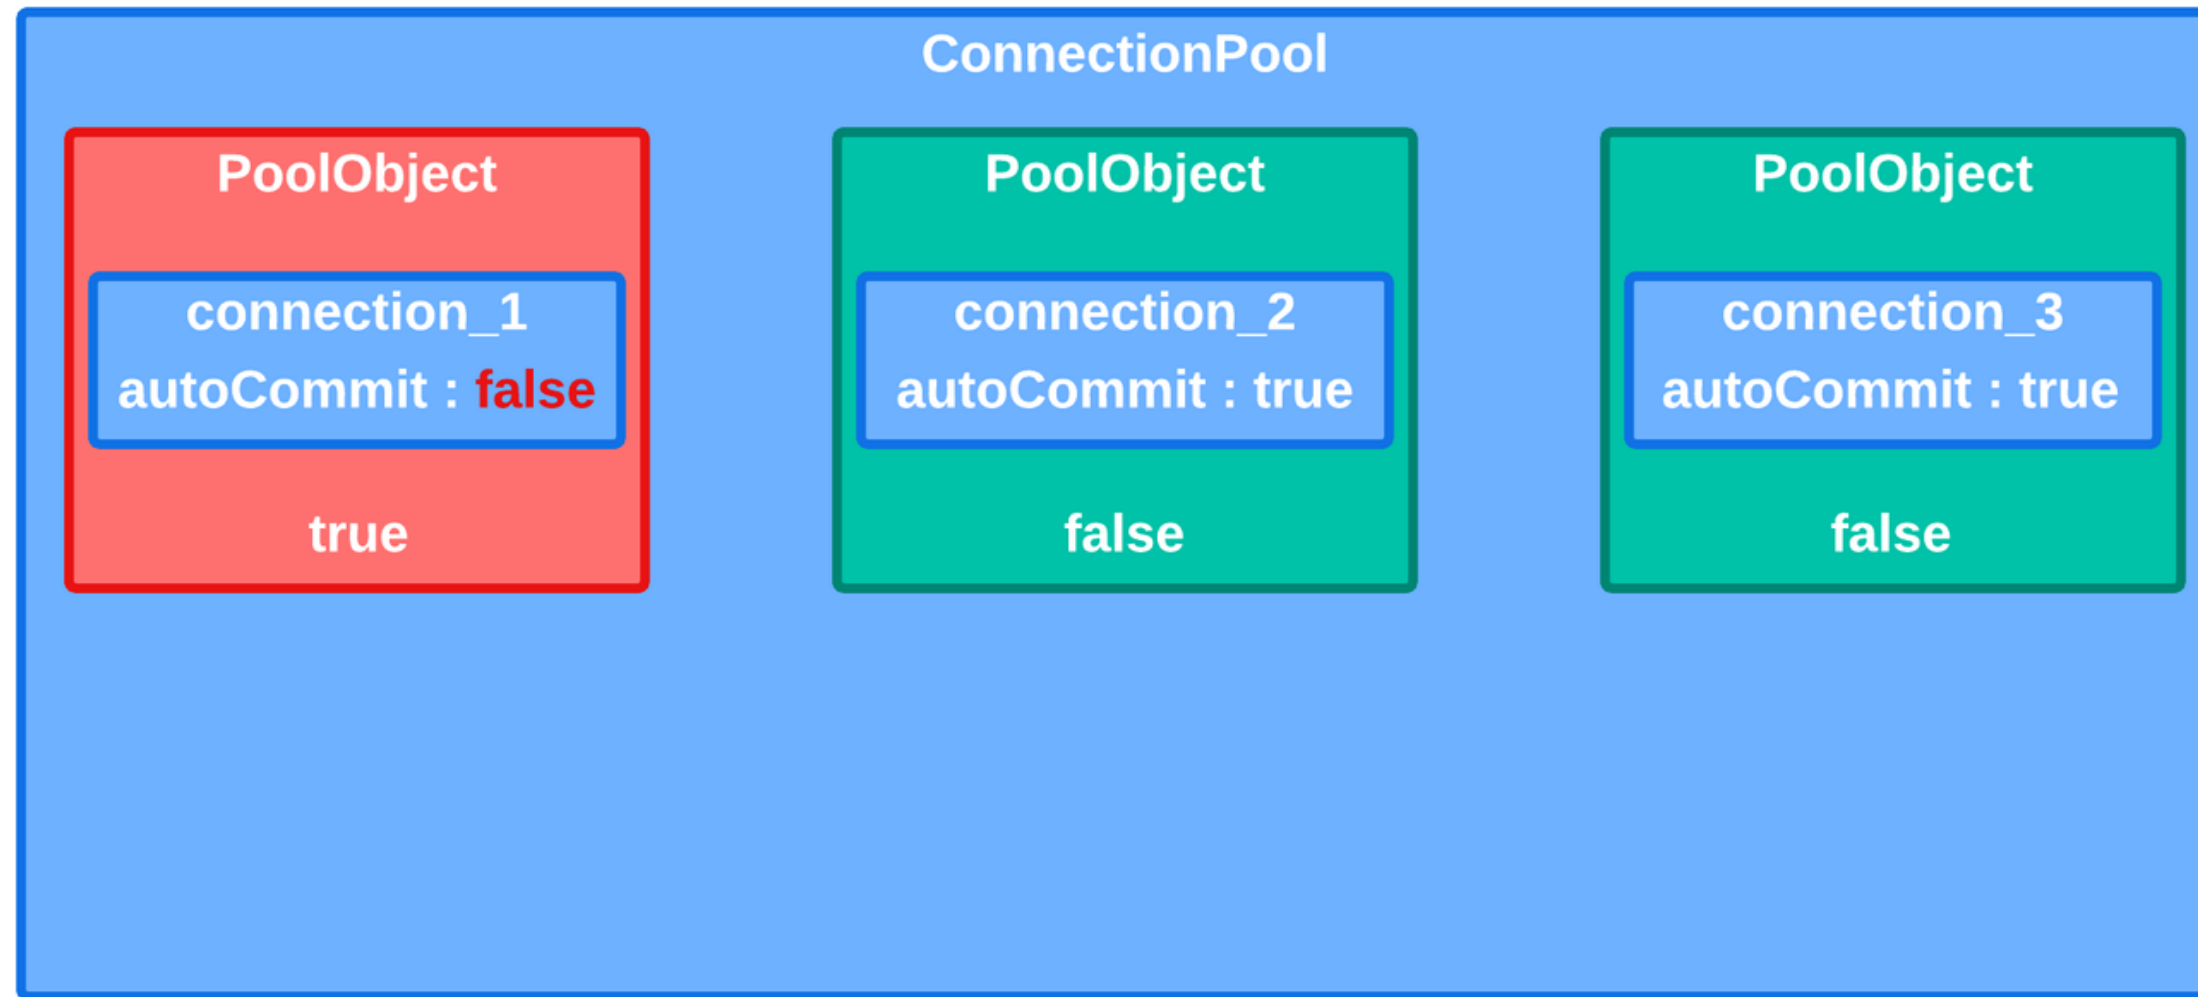 ConnectionPool
PoolObject
connection_1
autoCommit : false
true
PoolObject
connection_2
autoCommit : true
false
PoolObject
connection_3
autoCommit : true
false